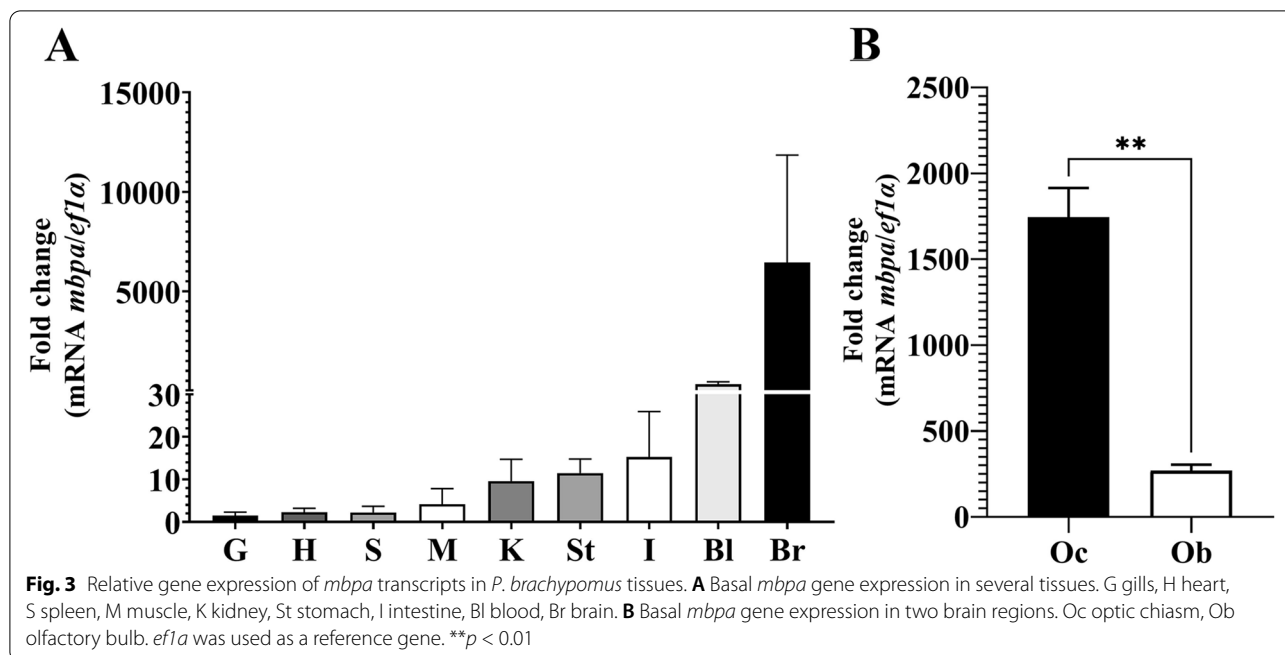 A
B
Fold change
(mRNA mbpa/ef1α)
15000
10000
5000
30
20
10
0
G H S M K St I Bl Br
Fold change
(mRNA mbpa/ef1α)
2500
2000
1500
1000
500
0
**
Oc Ob
Fig. 3 Relative gene expression of mbpa transcripts in P. brachypomus tissues. A Basal mbpa gene expression in several tissues. G gills, H heart,
S spleen, M muscle, K kidney, St stomach, I intestine, Bl blood, Br brain. B Basal mbpa gene expression in two brain regions. Oc optic chiasm, Ob
olfactory bulb. ef1a was used as a reference gene. **p < 0.01